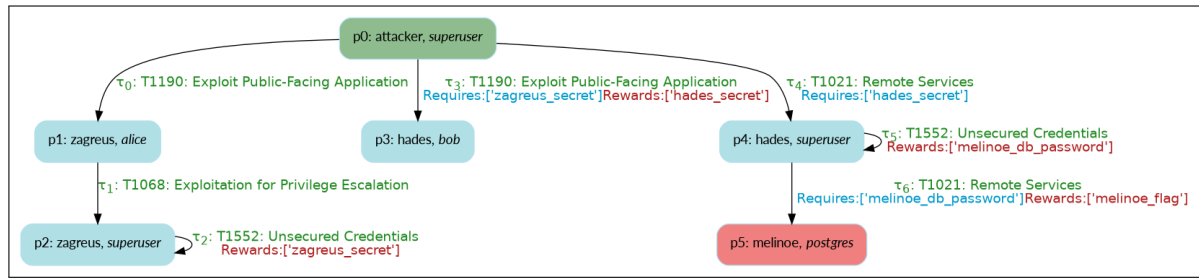 p0: attacker, superuser
τ0: T1190: Exploit Public-Facing Application
τ3: T1190: Exploit Public-Facing Application
Requires:['zagreus_secret']Rewards:['hades_secret']
τ4: T1021: Remote Services
Requires:['hades_secret']
p1: zagreus, alice
p3: hades, bob
p4: hades, superuser
τ5: T1552: Unsecured Credentials
Rewards:['melinoe_db_password']
τ1: T1068: Exploitation for Privilege Escalation
τ6: T1021: Remote Services
Requires:['melinoe_db_password']Rewards:['melinoe_flag']
p2: zagreus, superuser
τ2: T1552: Unsecured Credentials
Rewards:['zagreus_secret']
p5: melinoe, postgres